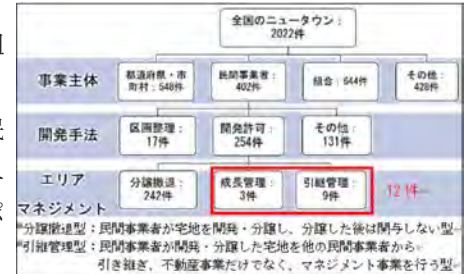 全国のニュータウン：
2022件
事業主体
都道府県・市
町村：548件
民間事業者：
402件
組合：644件
その他：
428件
開発手法
区画整理：
17件
開発許可：
254件
その他：
131件
エリア
マネジメント
分譲撤退：
242件
成長管理：
3件
引継管理：
9件
12件
*分譲撤退型：民間事業者が宅地を開発・分譲し、分譲した後は関与しない型
*引継管理型：民間事業者が開発・分譲した宅地を他の民間事業者から
引き継ぎ、不動産事業だけでなく、マネジメント事業を行う型